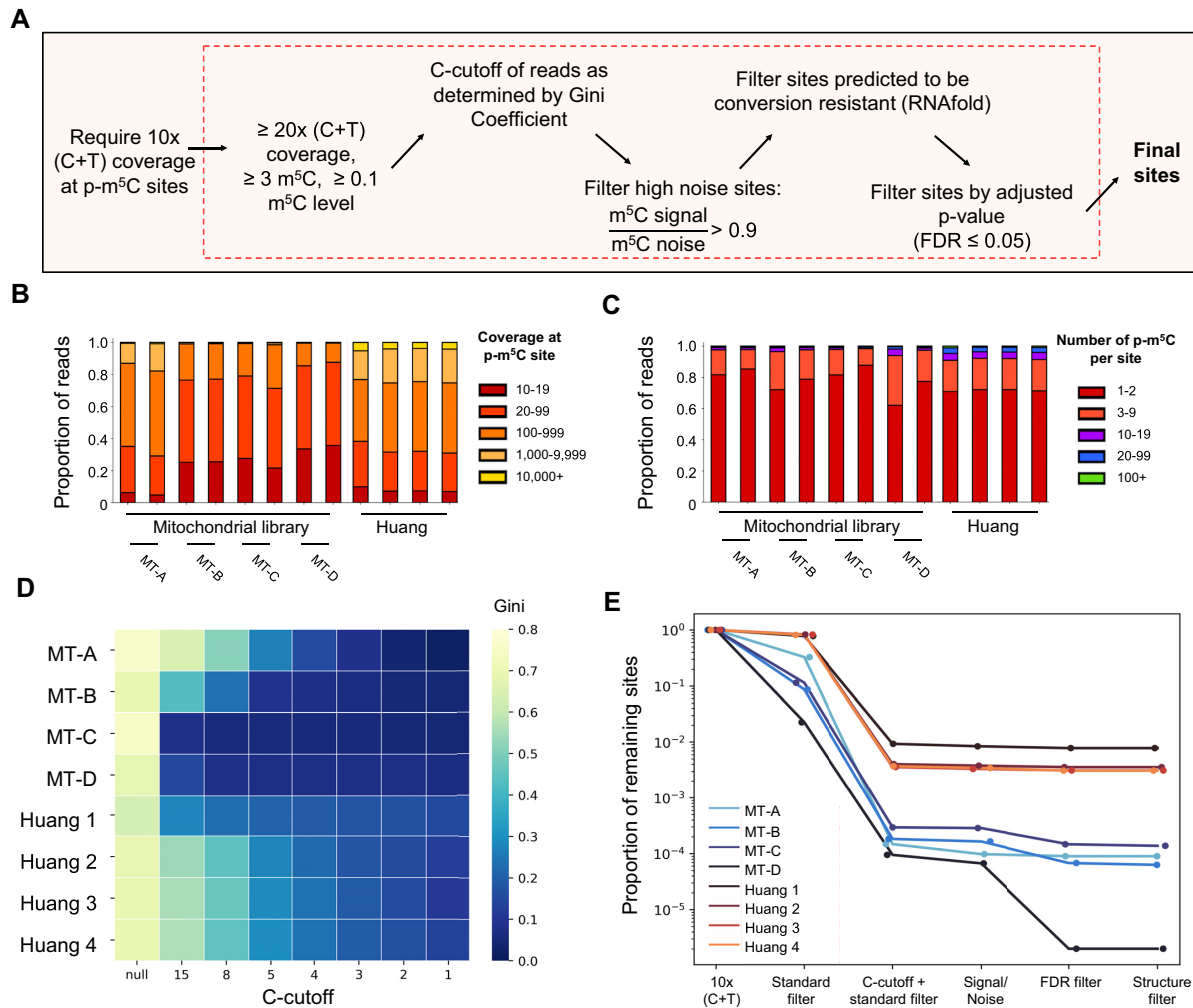 A
Require 10x
(C+T) coverage
at p-m⁵C sites
≥ 20x (C+T)
coverage,
≥ 3 m⁵C, ≥ 0.1
m⁵C level
C-cutoff of reads as
determined by Gini
Coefficient
Filter high noise sites:
m⁵C signal
m⁵C noise
> 0.9
Filter sites predicted to be
conversion resistant (RNAfold)
Filter sites by adjusted
p-value
(FDR ≤ 0.05)
Final
sites
B
Proportion of reads
1.0
0.8
0.6
0.4
0.2
0
Mitochondrial library
Huang
MT-A
MT-B
MT-C
MT-D
Coverage at
p-m⁵C site
10-19
20-99
100-999
1,000-9,999
10,000+
C
Proportion of reads
1.0
0.8
0.6
0.4
0.2
0
Mitochondrial library
Huang
MT-A
MT-B
MT-C
MT-D
Number of p-m⁵C
per site
1-2
3-9
10-19
20-99
100+
D
MT-A
MT-B
MT-C
MT-D
Huang 1
Huang 2
Huang 3
Huang 4
null 15 8 5 4 3 2 1
C-cutoff
Gini
0.8
0.7
0.6
0.5
0.4
0.3
0.2
0.1
0.0
E
Proportion of remaining sites
10⁰
10⁻¹
10⁻²
10⁻³
10⁻⁴
10⁻⁵
MT-A
MT-B
MT-C
MT-D
Huang 1
Huang 2
Huang 3
Huang 4
10x
(C+T)
Standard
filter
C-cutoff +
standard filter
Signal/
Noise
FDR filter
Structure
filter